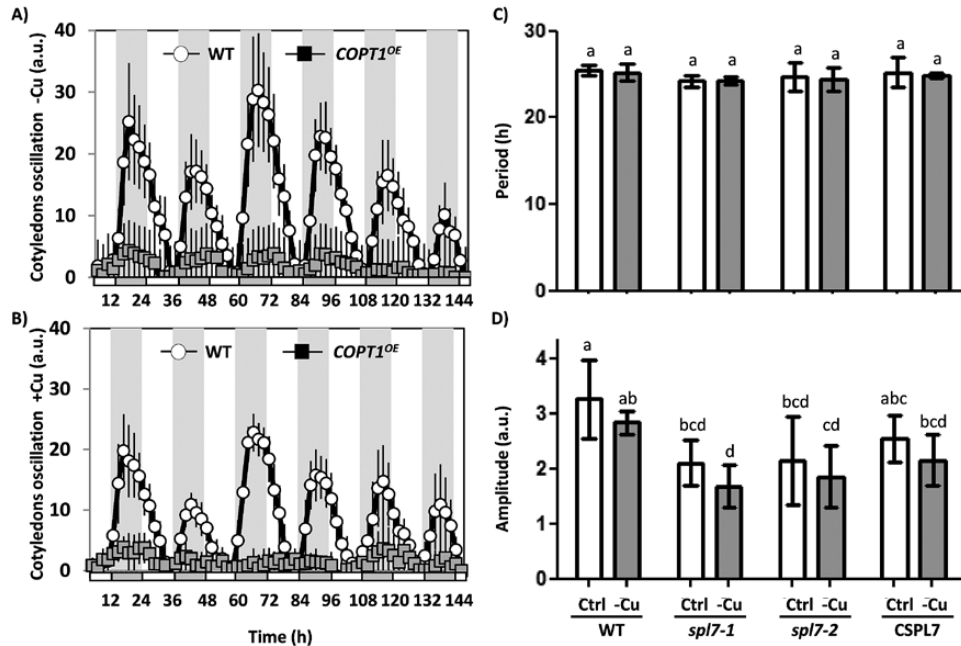 A)
Cotyledons oscillation -Cu (a.u.)
40
30
20
10
0
WT
COPT1OE
12 24 36 48 60 72 84 96 108 120 132 144
B)
Cotyledons oscillation +Cu (a.u.)
40
30
20
10
0
WT
COPT1OE
12 24 36 48 60 72 84 96 108 120 132 144
Time (h)
C)
Period (h)
30
20
10
0
a a a a a a a a
D)
Amplitude (a.u.)
4
3
2
1
0
a ab bcd d bcd cd abc bcd
Ctrl -Cu Ctrl -Cu Ctrl -Cu Ctrl -Cu
WT spl7-1 spl7-2 CSPL7